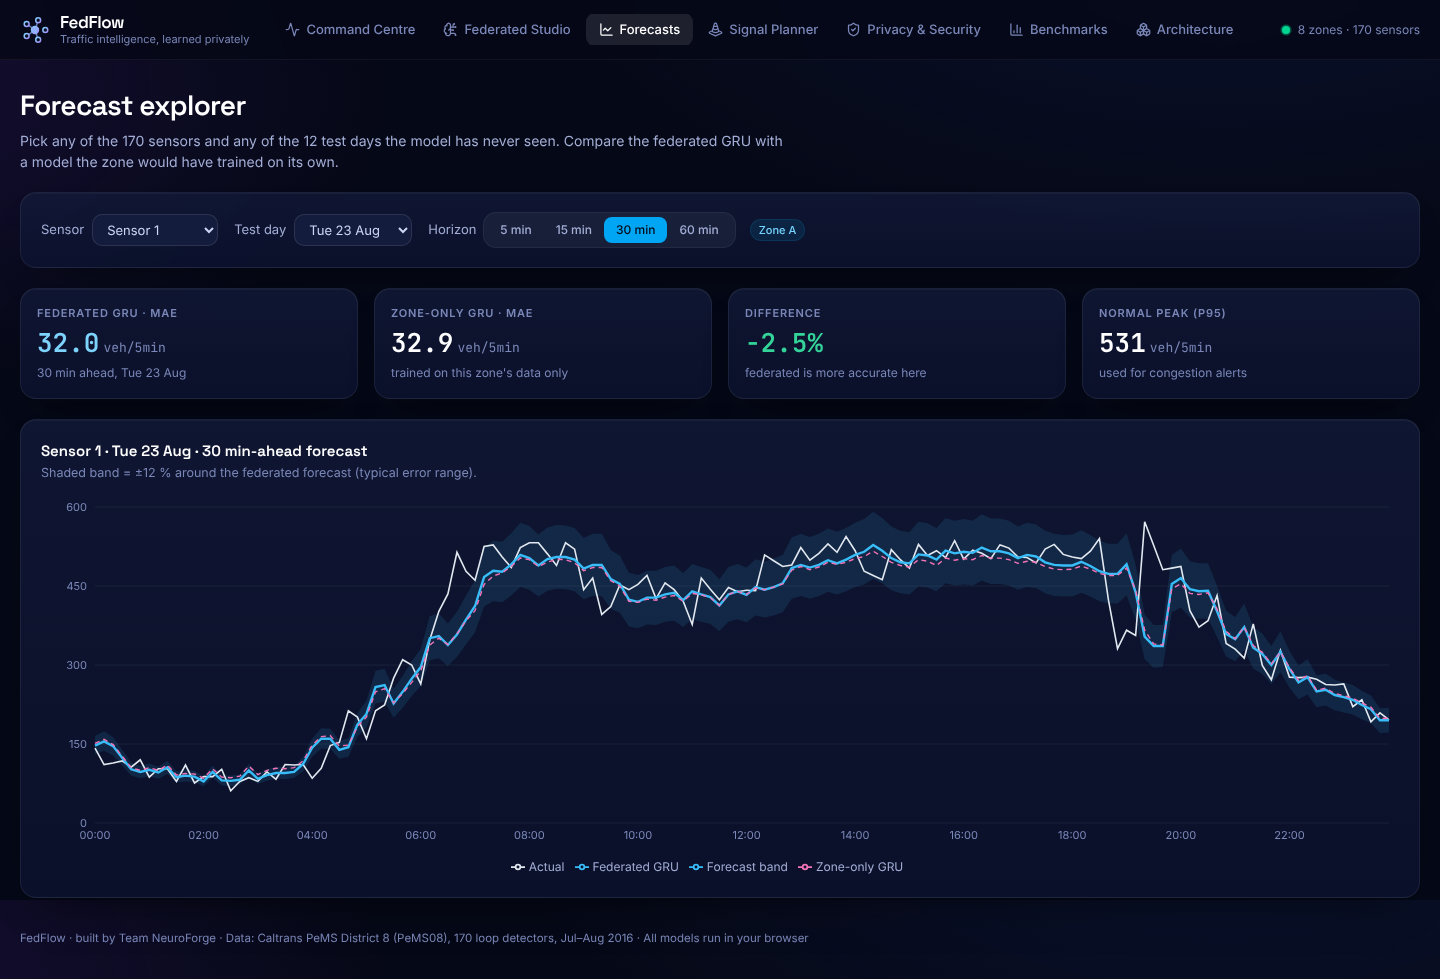 FedFlow
Traffic intelligence, learned privately
Command Centre
Federated Studio
Forecasts
Signal Planner
Privacy & Security
Benchmarks
Architecture
8 zones · 170 sensors
Forecast explorer
Pick any of the 170 sensors and any of the 12 test days the model has never seen. Compare the federated GRU with
a model the zone would have trained on its own.
Sensor
Sensor 1
Test day
Tue 23 Aug
Horizon
5 min
15 min
30 min
60 min
Zone A
FEDERATED GRU · MAE
32.0 veh/5min
30 min ahead, Tue 23 Aug
ZONE-ONLY GRU · MAE
32.9 veh/5min
trained on this zone's data only
DIFFERENCE
-2.5%
federated is more accurate here
NORMAL PEAK (P95)
531 veh/5min
used for congestion alerts
Sensor 1 · Tue 23 Aug · 30 min-ahead forecast
Shaded band = ±12 % around the federated forecast (typical error range).
600
450
300
150
0
00:00
02:00
04:00
06:00
08:00
10:00
12:00
14:00
16:00
18:00
20:00
22:00
Actual
Federated GRU
Forecast band
Zone-only GRU
FedFlow · built by Team NeuroForge · Data: Caltrans PeMS District 8 (PeMS08), 170 loop detectors, Jul–Aug 2016 · All models run in your browser